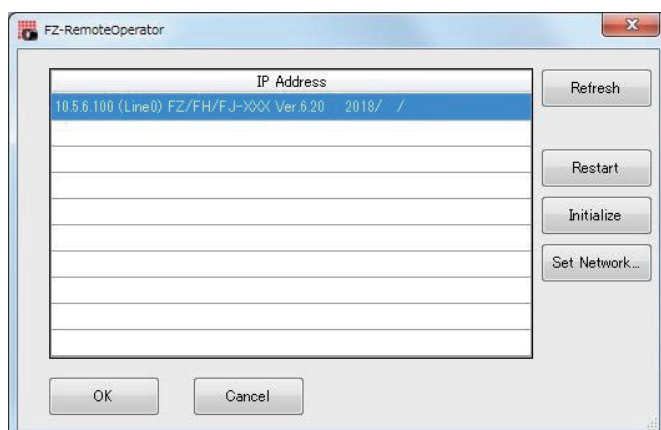 FZ-RemoteOperator
IP Address
10.5.6.100 (Line0) FZ/FH/FJ-XXX Ver.6.20 2018/ /
Refresh
Restart
Initialize
Set Network...
OK
Cancel